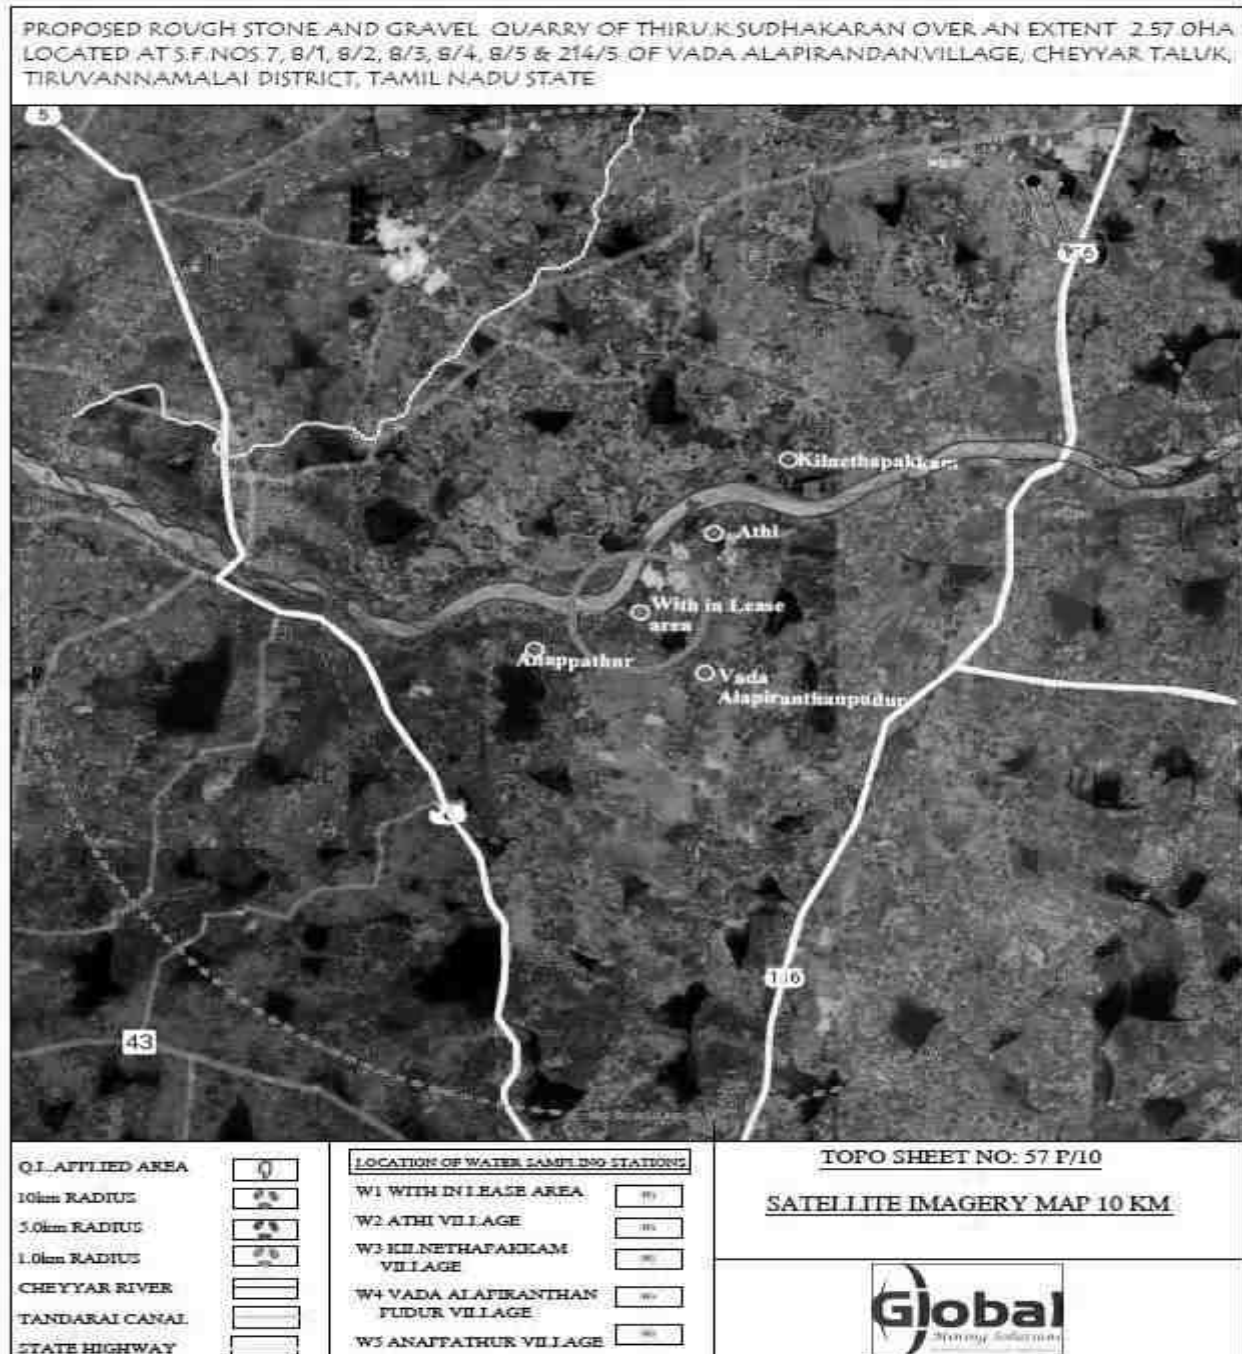 PROPOSED ROUGH STONE AND GRAVEL QUARRY OF THIRU.K.SUDHAKARAN OVER AN EXTENT 2.57.0HA
LOCATED AT S.F.NOS.7, 8/1, 8/2, 8/3, 8/4, 8/5 & 214/5 OF VADA ALAPIRANDAN VILLAGE, CHEYYAR TALUK,
TIRUVANNAMALAI DISTRICT, TAMIL NADU STATE
5
Kilnethapakkam
Athi
With in Lease
area
Anappathur
Vada
Alapiranthanpudur
116
43
Q.L.APPLIED AREA
10km RADIUS
5.0km RADIUS
1.0km RADIUS
CHEYYAR RIVER
TANDARAI CANAL
STATE HIGHWAY
LOCATION OF WATER SAMPLING STATIONS
W1 WITH IN LEASE AREA
W2 ATHI VILLAGE
W3 KILNETHAPAKKAM
VILLAGE
W4 VADA ALAPIRANTHAN
PUDUR VILLAGE
W5 ANAPPATHUR VILLAGE
TOPO SHEET NO: 57 P/10
SATELLITE IMAGERY MAP 10 KM
Global
Mining Solutions